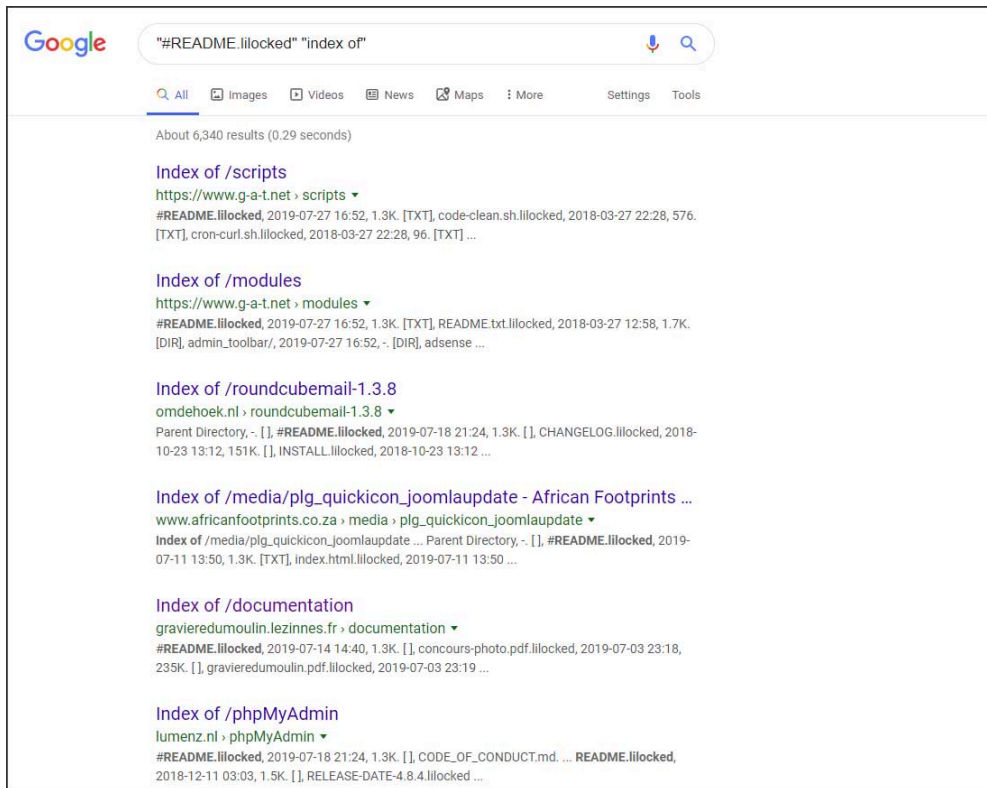 Google
"#README.lilocked" "index of"
All Images Videos News Maps More Settings Tools
About 6,340 results (0.29 seconds)
Index of /scripts
https://www.g-a-t.net › scripts
#README.lilocked, 2019-07-27 16:52, 1.3K. [TXT], code-clean.sh.lilocked, 2018-03-27 22:28, 576.
[TXT], cron-curl.sh.lilocked, 2018-03-27 22:28, 96. [TXT] ...
Index of /modules
https://www.g-a-t.net › modules
#README.lilocked, 2019-07-27 16:52, 1.3K. [TXT], README.txt.lilocked, 2018-03-27 12:58, 1.7K.
[DIR], admin_toolbar/, 2019-07-27 16:52, -. [DIR], adsense ...
Index of /roundcubemail-1.3.8
omdehoek.nl › roundcubemail-1.3.8
Parent Directory, -. [ ], #README.lilocked, 2019-07-18 21:24, 1.3K. [ ], CHANGELOG.lilocked, 2018-
10-23 13:12, 151K. [ ], INSTALL.lilocked, 2018-10-23 13:12 ...
Index of /media/plg_quickicon_joomlaupdate - African Footprints ...
www.africanfootprints.co.za › media › plg_quickicon_joomlaupdate
Index of /media/plg_quickicon_joomlaupdate ... Parent Directory, -. [ ], #README.lilocked, 2019-
07-11 13:50, 1.3K. [TXT], index.html.lilocked, 2019-07-11 13:50 ...
Index of /documentation
gravieredumoulin.lezinnes.fr › documentation
#README.lilocked, 2019-07-14 14:40, 1.3K. [ ], concours-photo.pdf.lilocked, 2019-07-03 23:18,
235K. [ ], gravieredumoulin.pdf.lilocked, 2019-07-03 23:19 ...
Index of /phpMyAdmin
lumenz.nl › phpMyAdmin
#README.lilocked, 2019-07-18 21:24, 1.3K. [ ], CODE_OF_CONDUCT.md. ... README.lilocked,
2018-12-11 03:03, 1.5K. [ ], RELEASE-DATE-4.8.4.lilocked ...